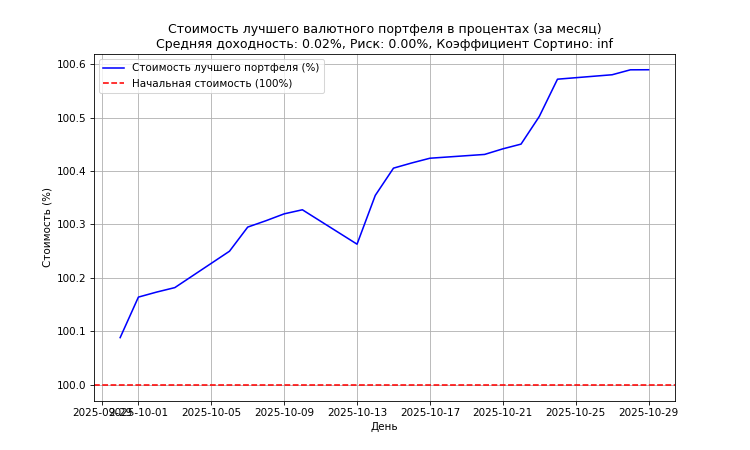 Стоимость лучшего валютного портфеля в процентах (за месяц)
Средняя доходность: 0.02%, Риск: 0.00%, Коэффициент Сортино: inf
Стоимость лучшего портфеля (%)
Начальная стоимость (100%)
Стоимость (%)
100.6
100.5
100.4
100.3
100.2
100.1
100.0
2025-09-29 2025-10-01 2025-10-05 2025-10-09 2025-10-13 2025-10-17 2025-10-21 2025-10-25 2025-10-29
День